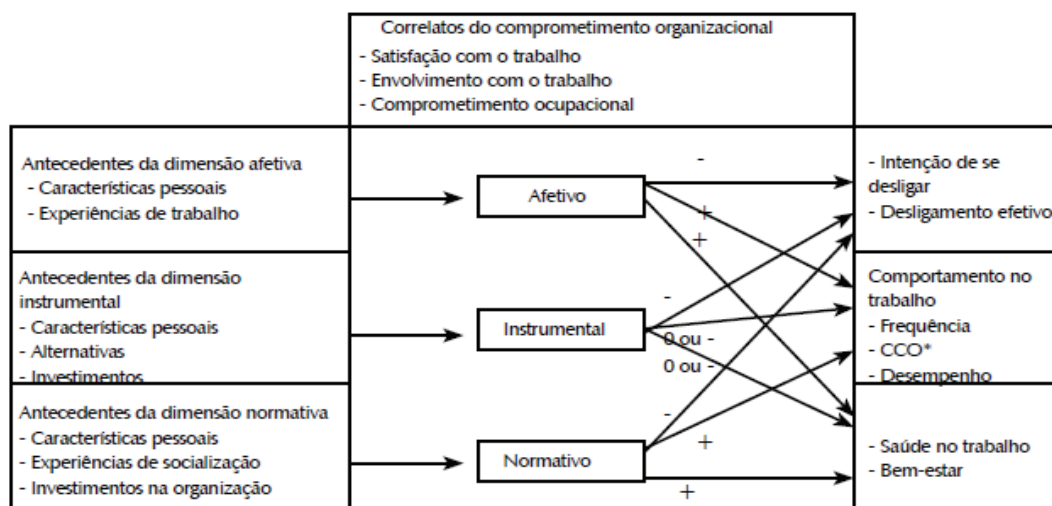 Correlatos do comprometimento organizacional
- Satisfação com o trabalho
- Envolvimento com o trabalho
- Comprometimento ocupacional
Antecedentes da dimensão afetiva
- Características pessoais
- Experiências de trabalho
Antecedentes da dimensão
instrumental
- Características pessoais
- Alternativas
- Investimentos
Antecedentes da dimensão normativa
- Características pessoais
- Experiências de socialização
- Investimentos na organização
Afetivo
Instrumental
Normativo
-
+
+
-
0 ou -
0 ou -
-
+
+
- Intenção de se
desligar
- Desligamento efetivo
Comportamento no
trabalho
- Frequência
- CCO*
- Desempenho
- Saúde no trabalho
- Bem-estar